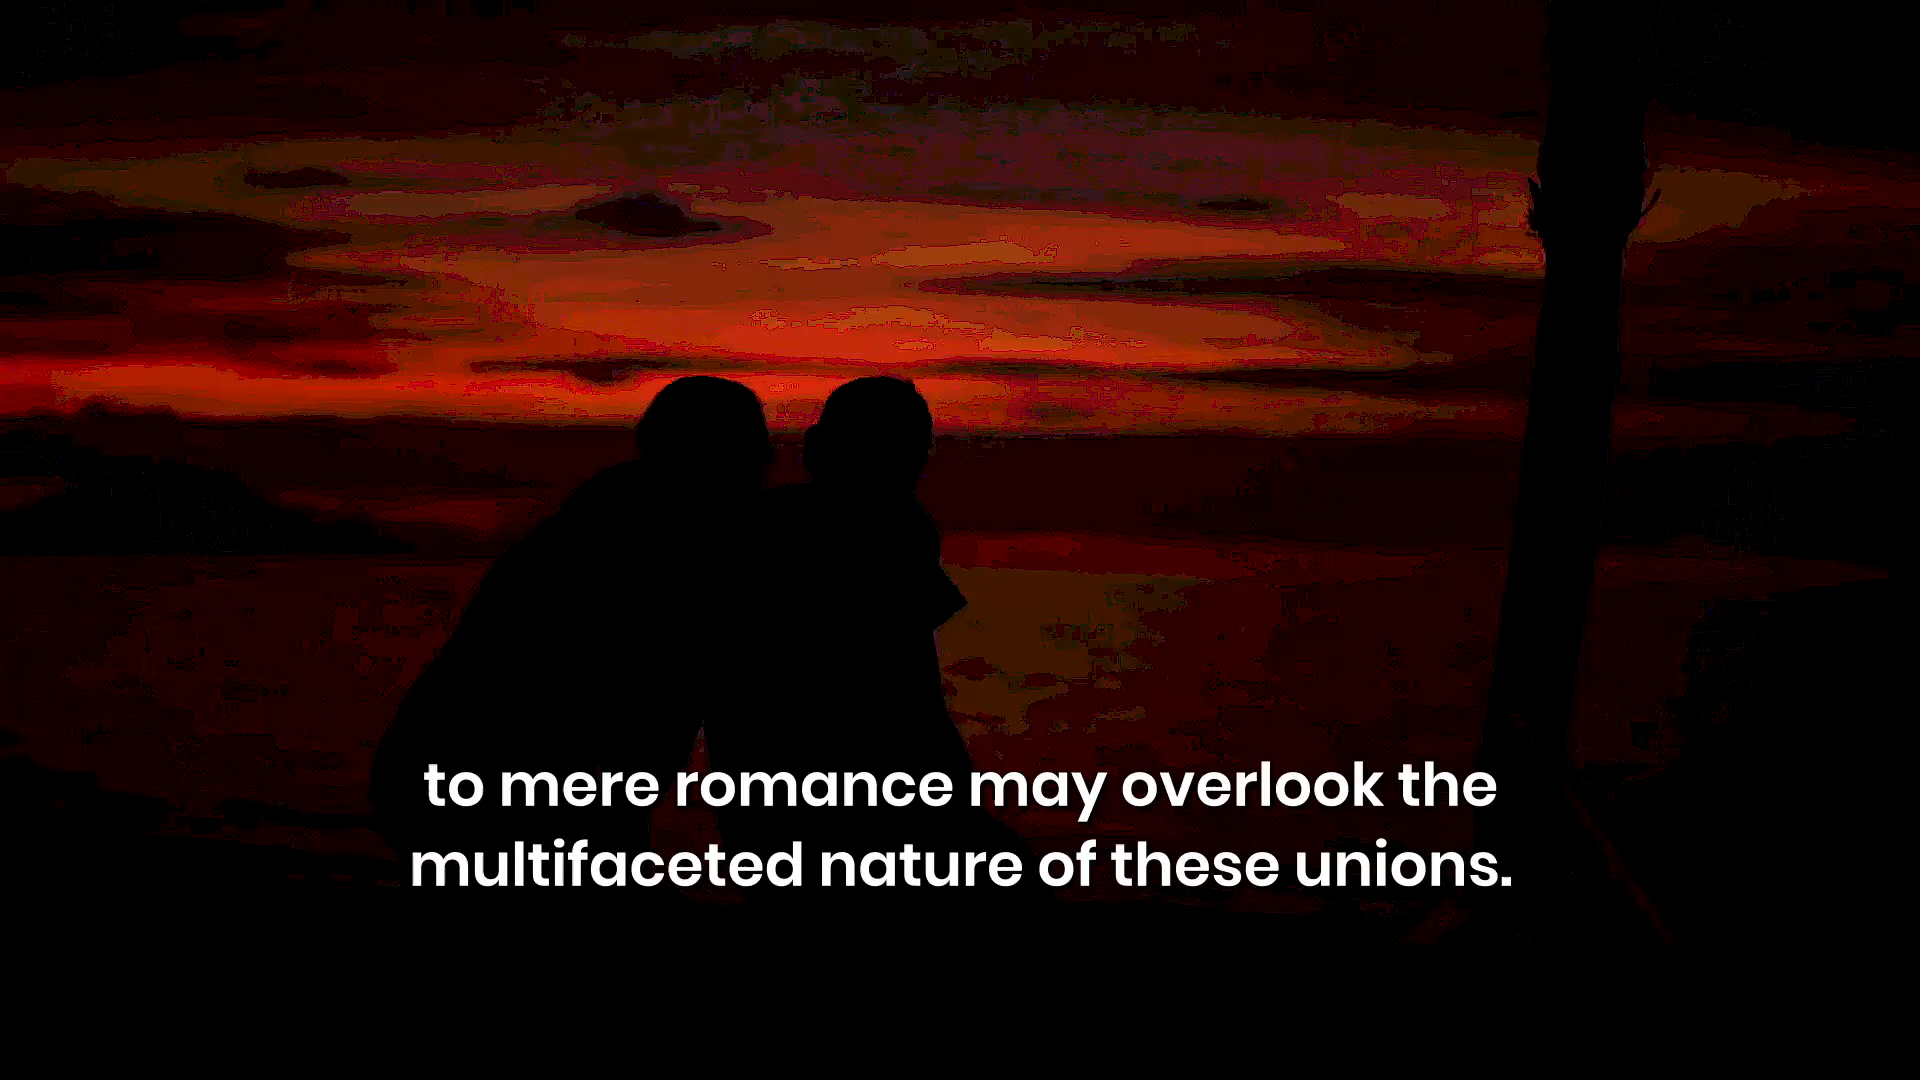 to mere romance may overlook the
multifaceted nature of these unions.